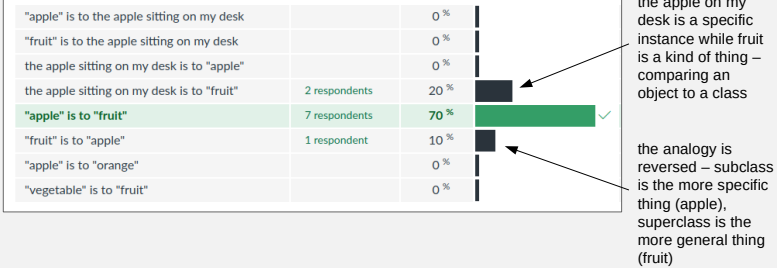 "apple" is to the apple sitting on my desk 0 %
"fruit" is to the apple sitting on my desk 0 %
the apple sitting on my desk is to "apple" 0 %
the apple sitting on my desk is to "fruit" 2 respondents 20 %
"apple" is to "fruit" 7 respondents 70 %
"fruit" is to "apple" 1 respondent 10 %
"apple" is to "orange" 0 %
"vegetable" is to "fruit" 0 %
the apple on my
desk is a specific
instance while fruit
is a kind of thing –
comparing an
object to a class
the analogy is
reversed – subclass
is the more specific
thing (apple),
superclass is the
more general thing
(fruit)